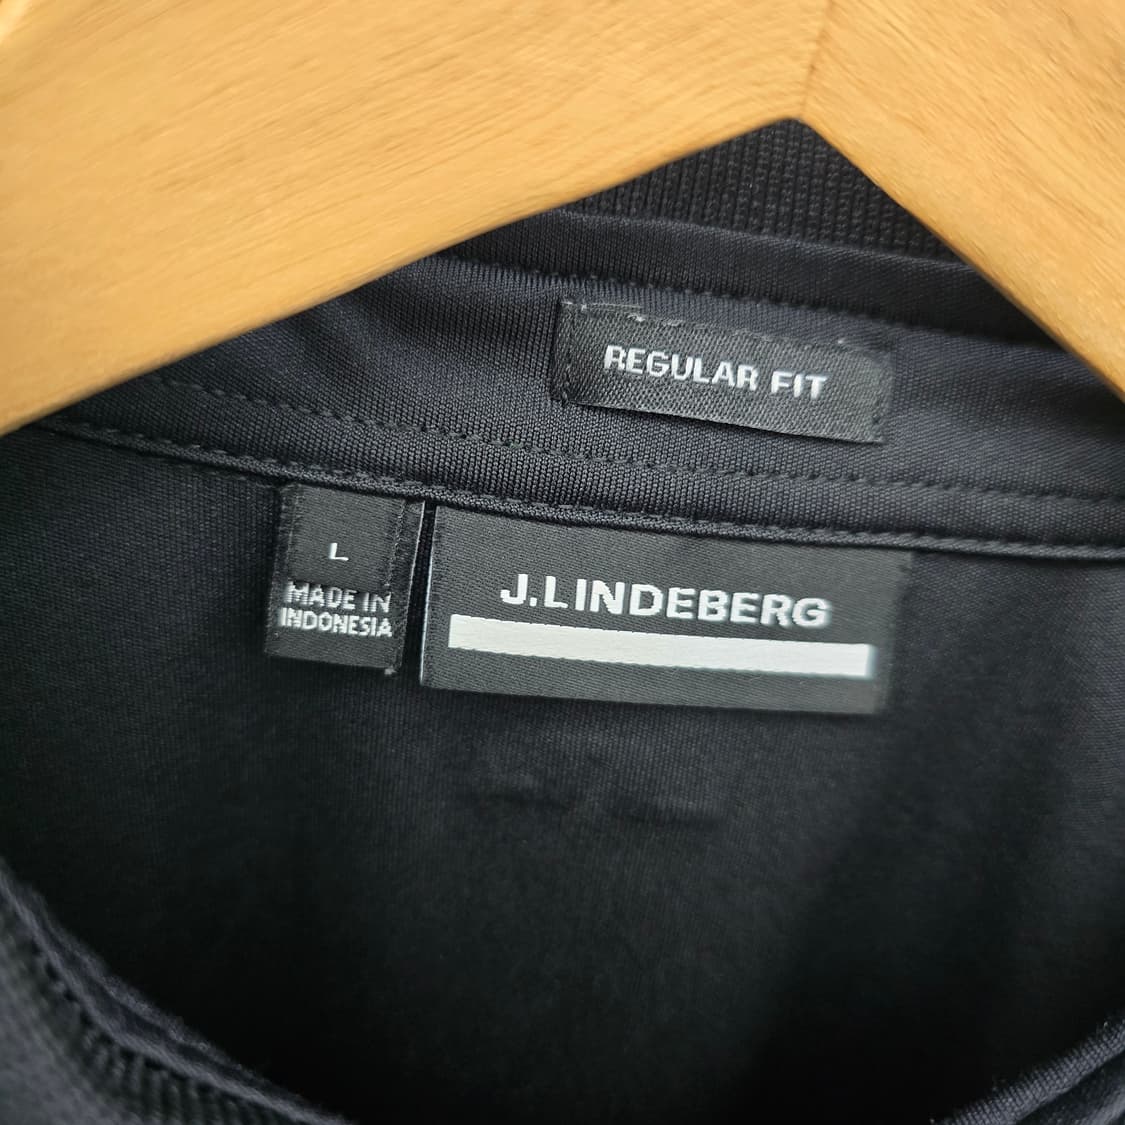 REGULAR FIT
L
MADE IN
INDONESIA
J.LINDEBERG